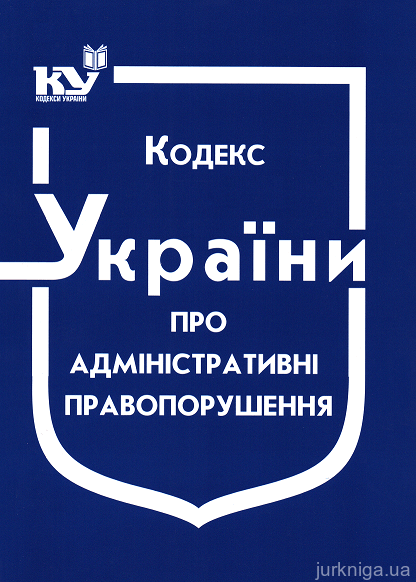 КУ
КОДЕКСИ УКРАЇНИ
Кодекс
України
ПРО
АДМІНІСТРАТИВНІ
ПРАВОПОРУШЕННЯ
jurkniga.ua